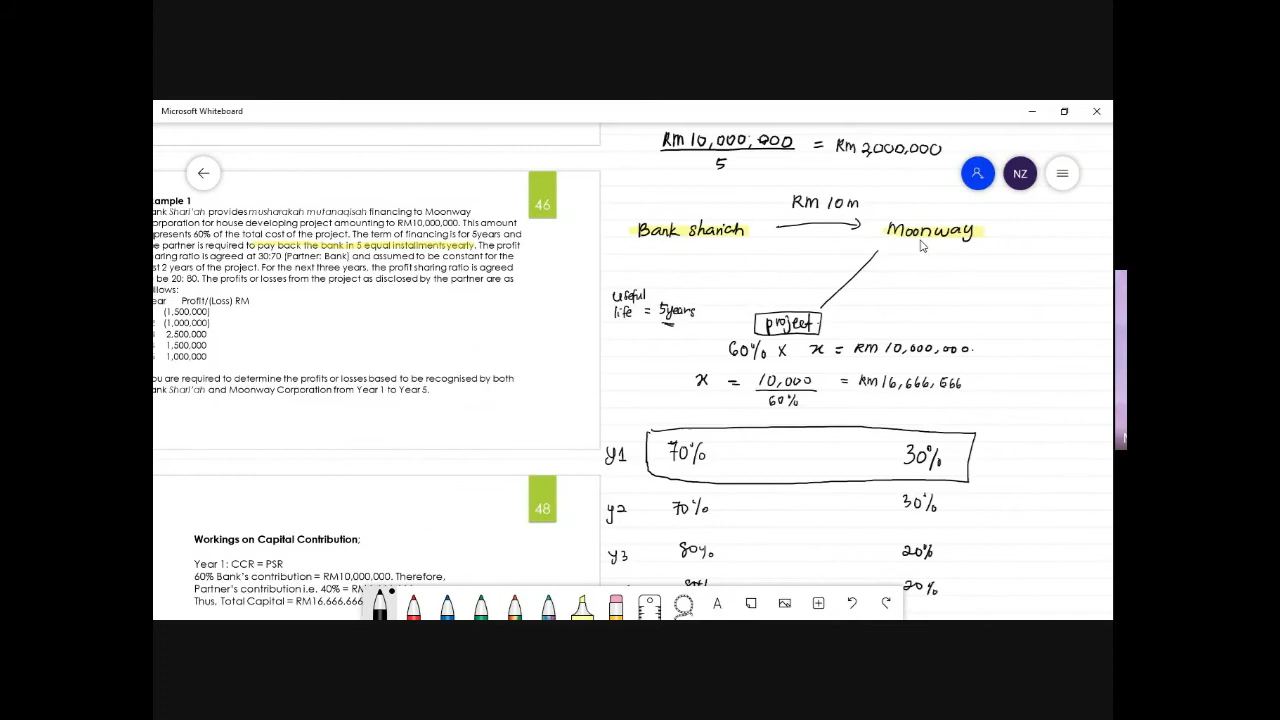 Microsoft Whiteboard
RM 10,000,000 = RM 2000,000
5
NZ
46
ample 1
ank Shari'ah provides musharakah mutanaqisah financing to Moonway
orporation for house developing project amounting to RM10,000,000. This amount
presents 60% of the total cost of the project. The term of financing is for 5years and
e partner is required to pay back the bank in 5 equal installments yearly. The profit
haring ratio is agreed at 30:70 (Partner: Bank) and assumed to be constant for the
st 2 years of the project. For the next three years, the profit sharing ratio is agreed
be 20: 80. The profits or losses from the project as disclosed by the partner are as
llows:
ear Profit/(Loss) RM
(1,500,000)
(1,000,000)
2,500,000
1,500,000
1,000,000
ou are required to determine the profits or losses based to be recognised by both
ank Shari'ah and Moonway Corporation from Year 1 to Year 5.
RM 10m
Bank shariah Moonway
useful
life = 5years
project
60% x x = RM 10,000,000.
x = 10,000 = RM 16,666,566
60%
y1 70% 30%
y2 70% 30%
y3 80% 20%
20%
48
Workings on Capital Contribution;
Year 1: CCR = PSR
60% Bank's contribution = RM10,000,000. Therefore,
Partner's contribution i.e. 40% =
Thus, Total Capital = RM16,666,666
A